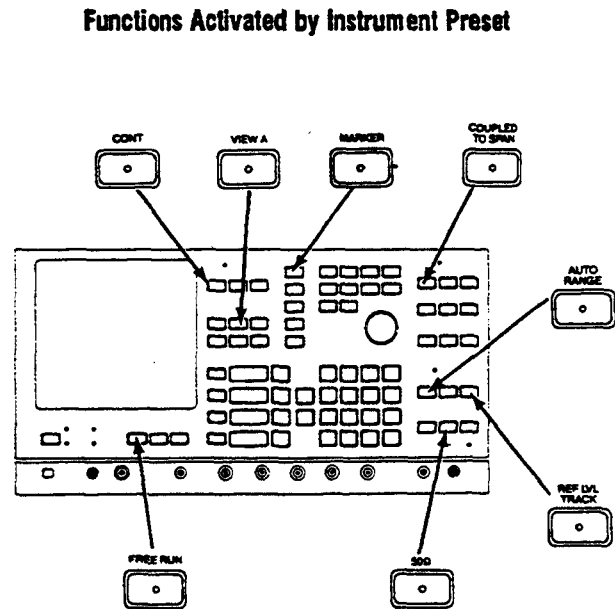 Functions Activated by Instrument Preset
CONT
VIEW A
MARKER
COUPLED
TO SPAN
AUTO
RANGE
REF LVL
TRACK
FREE RUN
50Ω